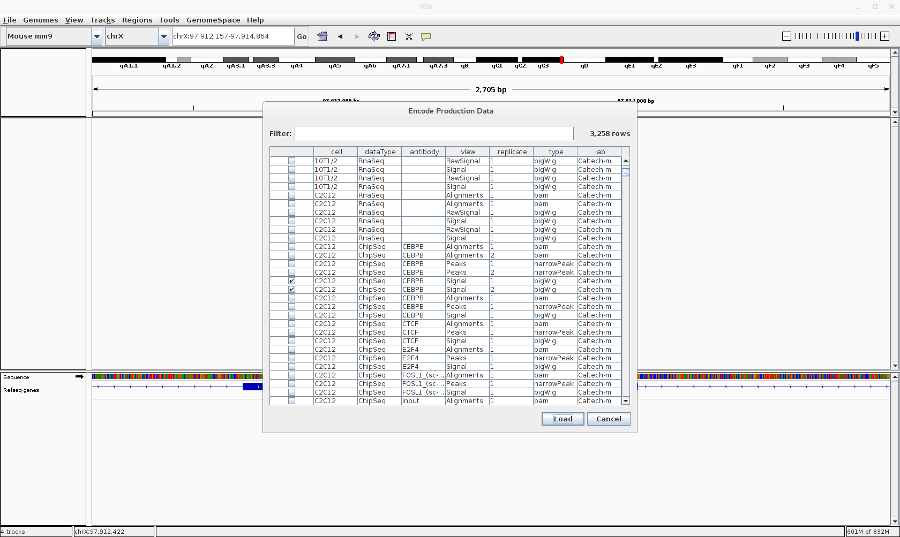 IGV
File Genomes View Tracks Regions Tools GenomeSpace Help
Mouse mm9 chrX chrX:97,912,157-97,914,864 Go
qA1.1 qA1.2 qA2 qA3.1 qA3.3 qA4 qA5 qA6 qA7.1 qA7.3 qB qC1 qC2 qC3 qD qE1 qE2 qE3 qF1 qF2 qF3 qF4 qF5
2,705 bp
Encode Production Data
Filter: 3,258 rows
cell dataType antibody view replicate type lab
10T1/2 RnaSeq RawSignal 1 bigWig Caltech-m
10T1/2 RnaSeq Signal 1 bigWig Caltech-m
10T1/2 RnaSeq RawSignal 1 bigWig Caltech-m
10T1/2 RnaSeq Signal 1 bigWig Caltech-m
C2C12 RnaSeq Alignments 1 bam Caltech-m
C2C12 RnaSeq Alignments 1 bam Caltech-m
C2C12 RnaSeq RawSignal 1 bigWig Caltech-m
C2C12 RnaSeq Signal 1 bigWig Caltech-m
C2C12 RnaSeq RawSignal 1 bigWig Caltech-m
C2C12 RnaSeq Signal 1 bigWig Caltech-m
C2C12 ChipSeq CEBPB Alignments 1 bam Caltech-m
C2C12 ChipSeq CEBPB Alignments 2 bam Caltech-m
C2C12 ChipSeq CEBPB Peaks 1 narrowPeak Caltech-m
C2C12 ChipSeq CEBPB Peaks 2 narrowPeak Caltech-m
C2C12 ChipSeq CEBPB Signal 1 bigWig Caltech-m
C2C12 ChipSeq CEBPB Signal 2 bigWig Caltech-m
C2C12 ChipSeq CEBPB Alignments 1 bam Caltech-m
C2C12 ChipSeq CEBPB Peaks 1 narrowPeak Caltech-m
C2C12 ChipSeq CEBPB Signal 1 bigWig Caltech-m
C2C12 ChipSeq CTCF Alignments 1 bam Caltech-m
C2C12 ChipSeq CTCF Peaks 1 narrowPeak Caltech-m
C2C12 ChipSeq CTCF Signal 1 bigWig Caltech-m
C2C12 ChipSeq E2F4 Alignments 1 bam Caltech-m
C2C12 ChipSeq E2F4 Peaks 1 narrowPeak Caltech-m
C2C12 ChipSeq E2F4 Signal 1 bigWig Caltech-m
C2C12 ChipSeq FOSL1_(sc-... Alignments 1 bam Caltech-m
C2C12 ChipSeq FOSL1_(sc-... Peaks 1 narrowPeak Caltech-m
C2C12 ChipSeq FOSL1_(sc-... Signal 1 bigWig Caltech-m
C2C12 ChipSeq Input Alignments 1 bam Caltech-m
Load Cancel
Sequence
Refseq genes
4 tracks chrX:97,912,422 601M of 832M